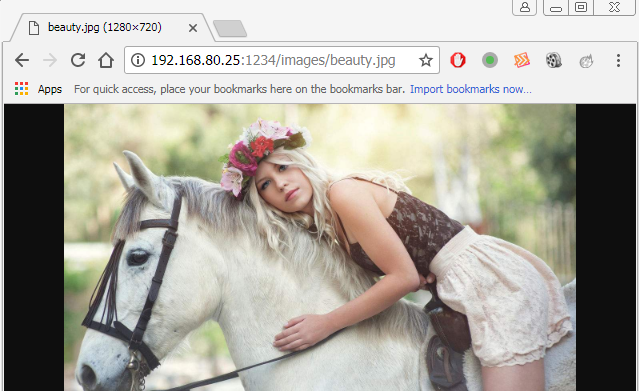 beauty.jpg (1280×720)
192.168.80.25:1234/images/beauty.jpg
Apps For quick access, place your bookmarks here on the bookmarks bar. Import bookmarks now...